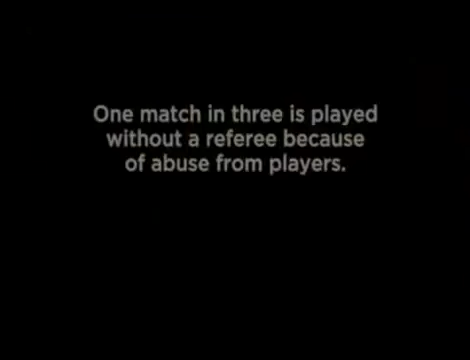 One match in three is played
without a referee because
of abuse from players.